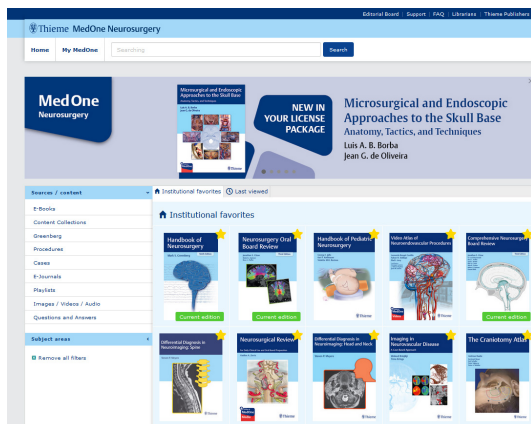 Editorial Board | Support | FAQ | Librarians | Thieme Publishers
Thieme MedOne Neurosurgery
Home
My MedOne
Searching
Search
MedOne
Neurosurgery
Microsurgical and Endoscopic
Approaches to the Skull Base
NEW IN
YOUR LICENSE
PACKAGE
Microsurgical and Endoscopic
Approaches to the Skull Base
Anatomy, Tactics, and Techniques
Luis A. B. Borba
Jean G. de Oliveira
Sources / content
E-Books
Content Collections
Greenberg
Procedures
Cases
E-Journals
Playlists
Images / Videos / Audio
Questions and Answers
Subject areas
Remove all filters
Institutional favorites
Last viewed
Institutional favorites
Handbook of
Neurosurgery
Current edition
Neurosurgery Oral
Board Review
Current edition
Handbook of Pediatric
Neurosurgery
Thieme
Video Atlas of
Neuroendovascular Procedures
Comprehensive Neurosurgery
Board Review
Current edition
Differential Diagnosis in
Neuroimaging: Spine
Thieme
Neurosurgical Review
Thieme
Differential Diagnosis in
Neuroimaging: Head and Neck
Thieme
Imaging in
Neurovascular Disease
Thieme
The Craniotomy Atlas
Thieme